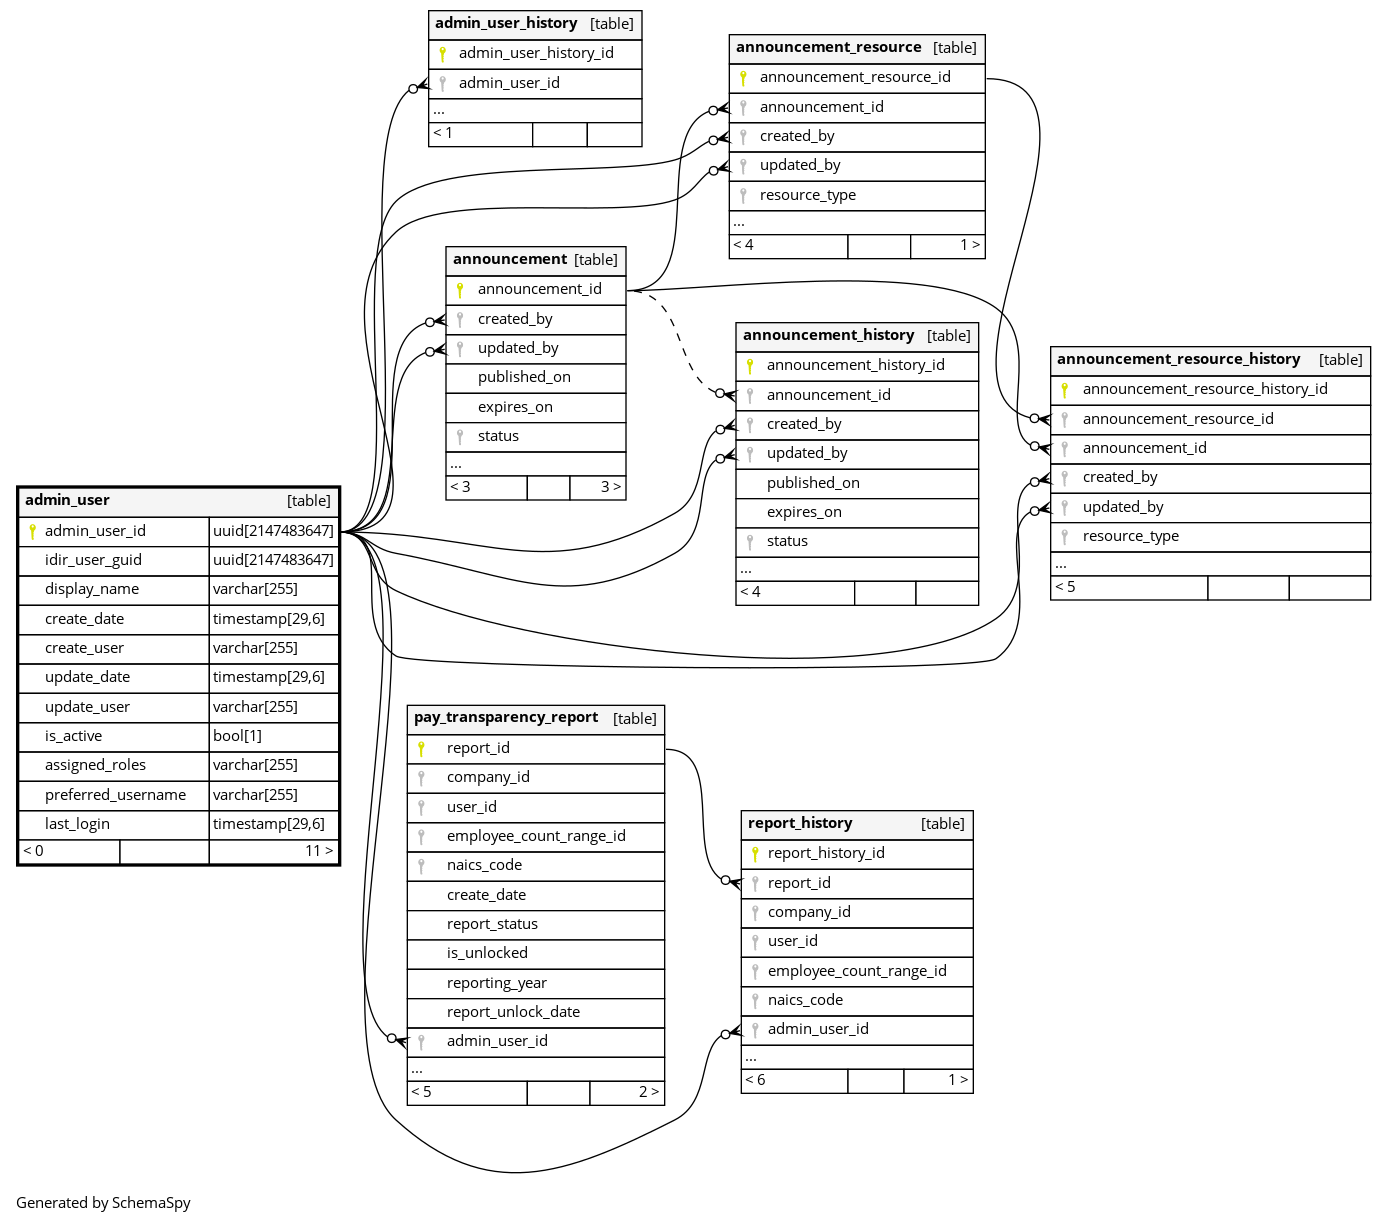 admin_user_history [table]
admin_user_history_id
admin_user_id
...
< 1
announcement_resource [table]
announcement_resource_id
announcement_id
created_by
updated_by
resource_type
...
< 4 1 >
announcement [table]
announcement_id
created_by
updated_by
published_on
expires_on
status
...
< 3 3 >
announcement_history [table]
announcement_history_id
announcement_id
created_by
updated_by
published_on
expires_on
status
...
< 4
announcement_resource_history [table]
announcement_resource_history_id
announcement_resource_id
announcement_id
created_by
updated_by
resource_type
...
< 5
admin_user [table]
admin_user_id uuid[2147483647]
idir_user_guid uuid[2147483647]
display_name varchar[255]
create_date timestamp[29,6]
create_user varchar[255]
update_date timestamp[29,6]
update_user varchar[255]
is_active bool[1]
assigned_roles varchar[255]
preferred_username varchar[255]
last_login timestamp[29,6]
< 0 11 >
pay_transparency_report [table]
report_id
company_id
user_id
employee_count_range_id
naics_code
create_date
report_status
is_unlocked
reporting_year
report_unlock_date
admin_user_id
...
< 5 2 >
report_history [table]
report_history_id
report_id
company_id
user_id
employee_count_range_id
naics_code
admin_user_id
...
< 6 1 >
Generated by SchemaSpy